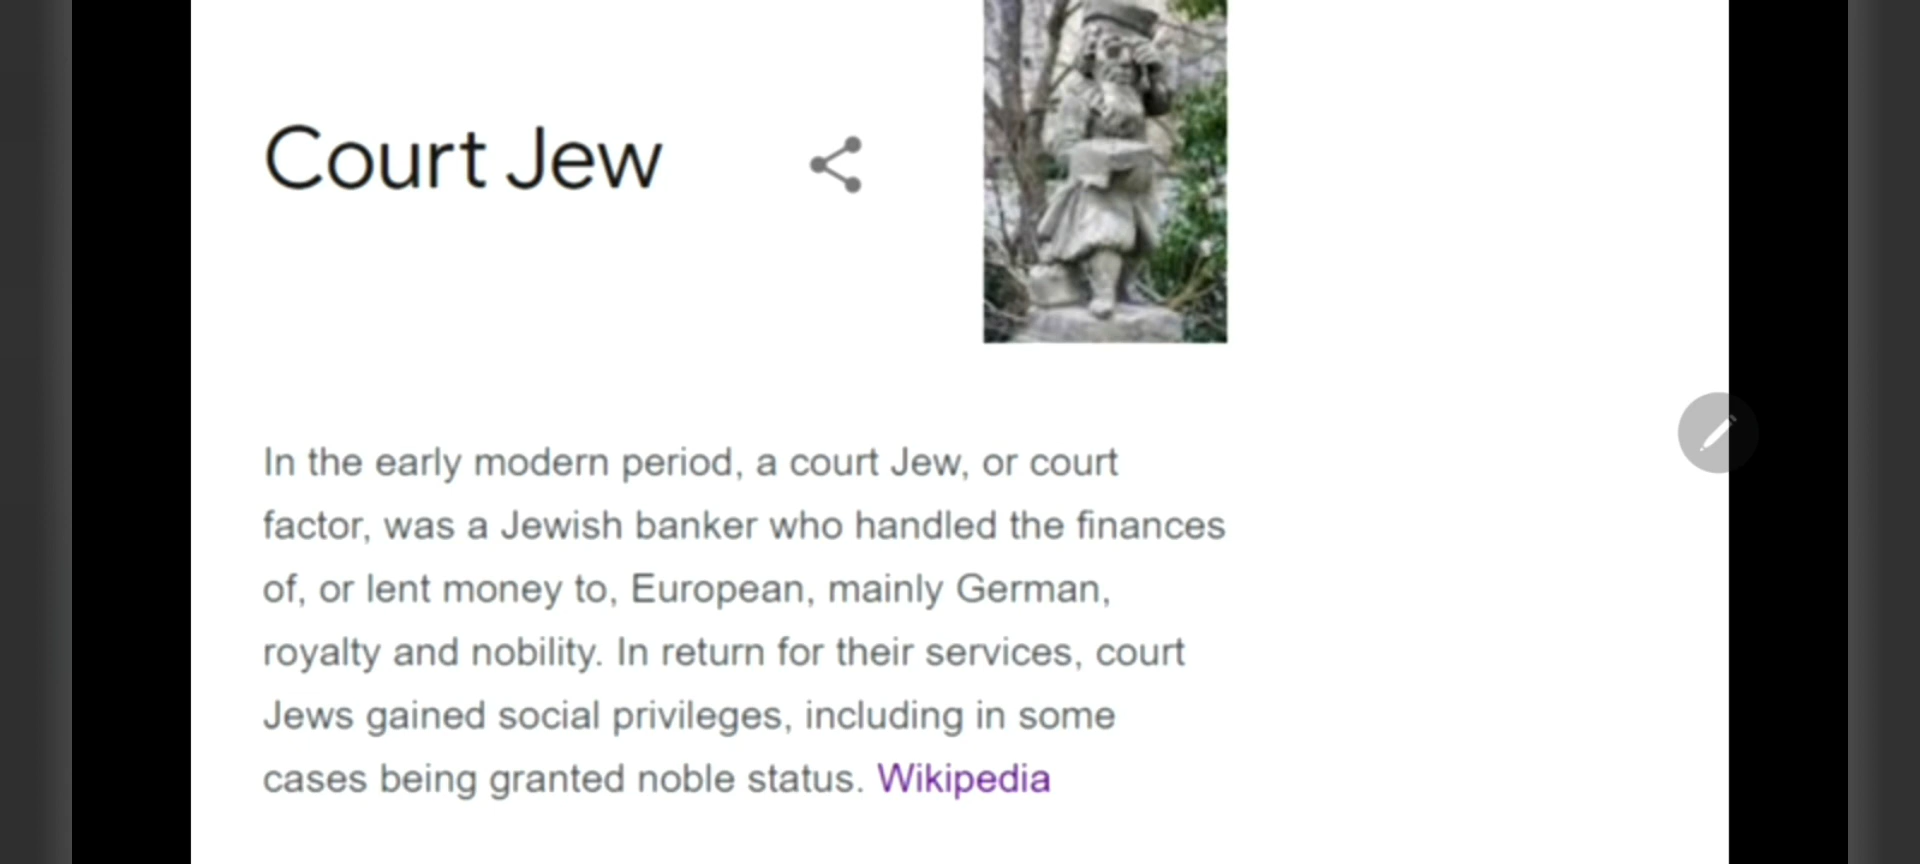 Court Jew
In the early modern period, a court Jew, or court
factor, was a Jewish banker who handled the finances
of, or lent money to, European, mainly German,
royalty and nobility. In return for their services, court
Jews gained social privileges, including in some
cases being granted noble status. Wikipedia